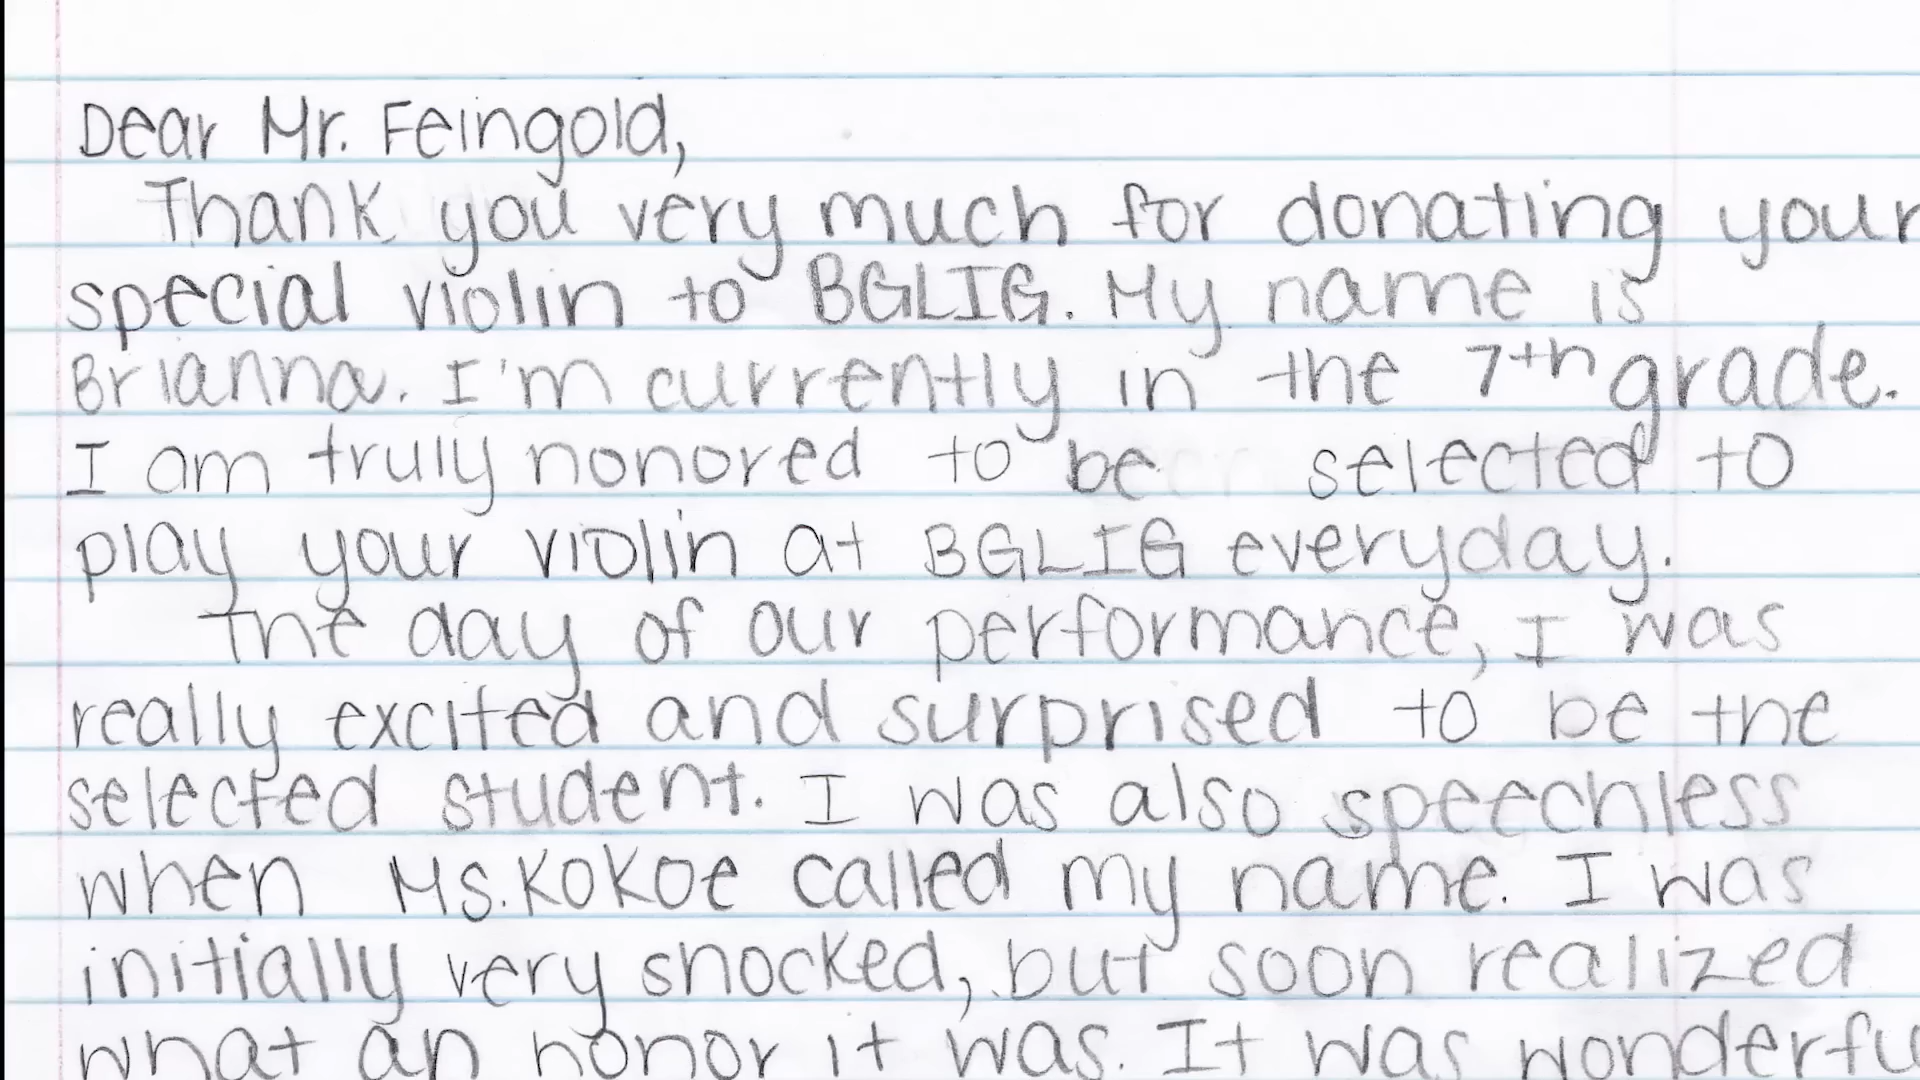 Dear Mr. Feingold,
Thank you very much for donating your
special violin to BGLIG. My name is
Brianna. I'm currently in the 7th grade.
I am truly honored to be selected to
play your violin at BGLIG everyday.
The day of our performance, I was
really excited and surprised to be the
selected student. I was also speechless
when Ms. Kokoe called my name. I was
initially very shocked, but soon realized
what an honor it was. It was wonderfu